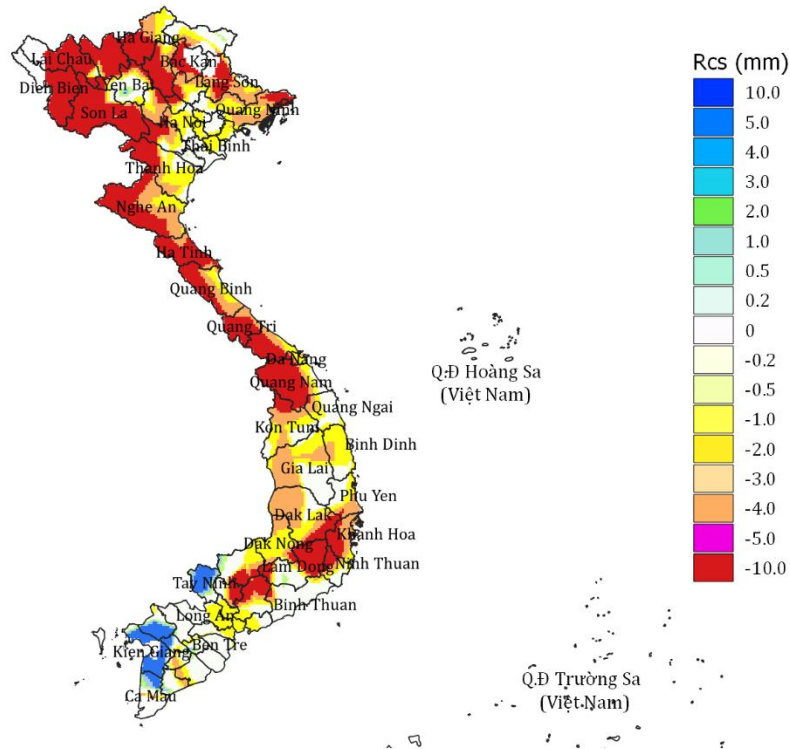 Ha Giang
Lai Chau
Bac Kan
Dien Bien
Yen Bai
Lang Son
Son La
Quang Ninh
Ha Noi
Thai Binh
Thanh Hoa
Nghe An
Ha Tinh
Quang Binh
Quang Tri
Da Nang
Quang Nam
Quang Ngai
Kon Tum
Binh Dinh
Gia Lai
Phu Yen
Dak Lak
Khanh Hoa
Dak Nong
Lam Dong
Ninh Thuan
Tay Ninh
Binh Thuan
Long An
Ben Tre
Kien Giang
Ca Mau
Q.Đ Hoàng Sa
(Việt Nam)
Q.Đ Trường Sa
(Việt Nam)
Rcs (mm)
10.0
5.0
4.0
3.0
2.0
1.0
0.5
0.2
0
-0.2
-0.5
-1.0
-2.0
-3.0
-4.0
-5.0
-10.0